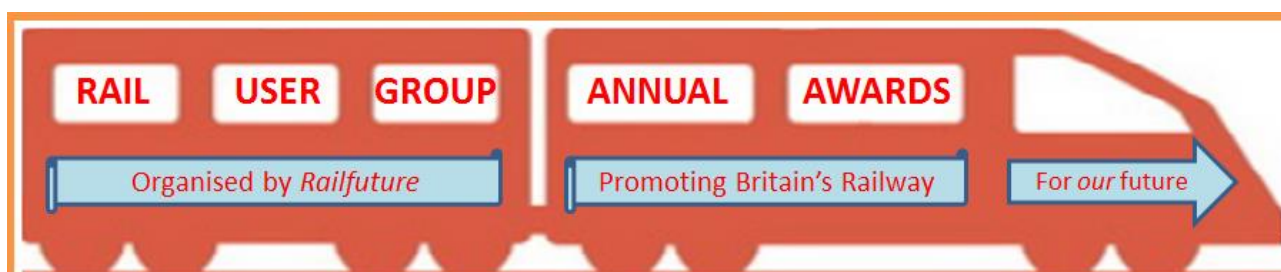 RAIL USER GROUP ANNUAL AWARDS
Organised by Railfuture Promoting Britain's Railway For our future